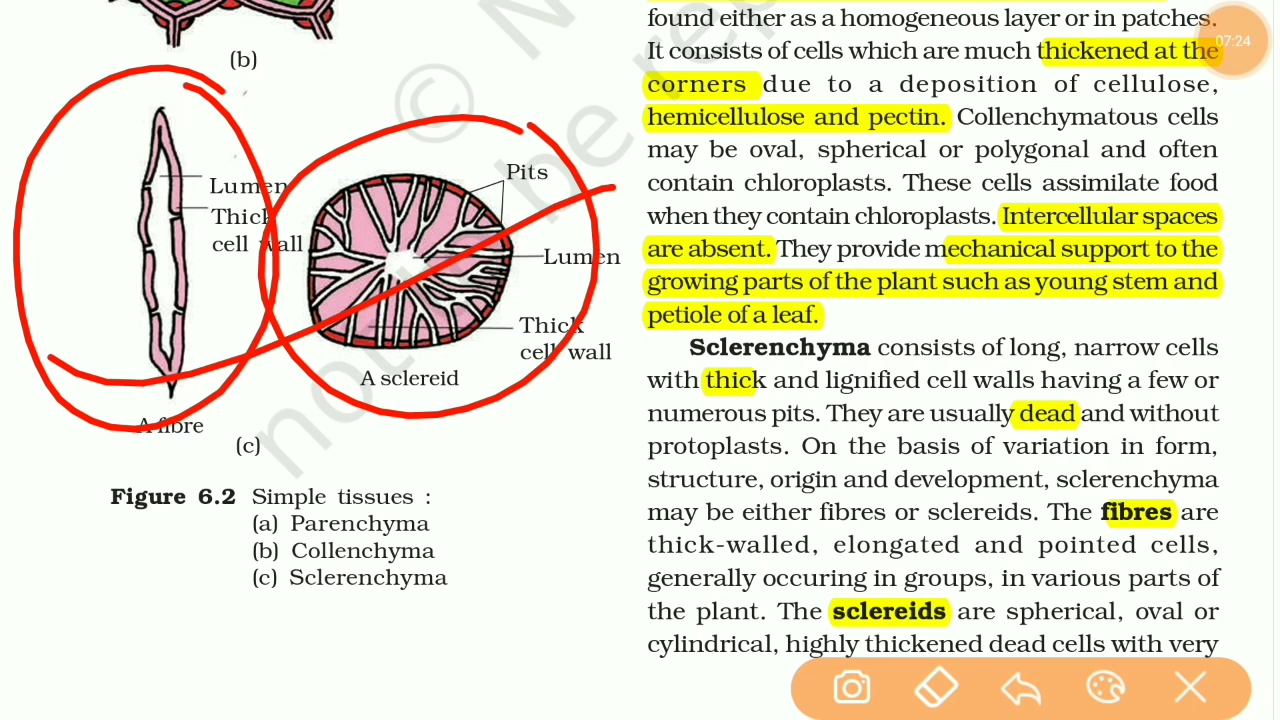 (b)
Lumen
Thick
cell wall
A fibre
Pits
Lumen
Thick
cell wall
A sclereid
(c)
Figure 6.2 Simple tissues :
(a) Parenchyma
(b) Collenchyma
(c) Sclerenchyma
found either as a homogeneous layer or in patches.
It consists of cells which are much thickened at the
corners due to a deposition of cellulose,
hemicellulose and pectin. Collenchymatous cells
may be oval, spherical or polygonal and often
contain chloroplasts. These cells assimilate food
when they contain chloroplasts. Intercellular spaces
are absent. They provide mechanical support to the
growing parts of the plant such as young stem and
petiole of a leaf.
Sclerenchyma consists of long, narrow cells
with thick and lignified cell walls having a few or
numerous pits. They are usually dead and without
protoplasts. On the basis of variation in form,
structure, origin and development, sclerenchyma
may be either fibres or sclereids. The fibres are
thick-walled, elongated and pointed cells,
generally occuring in groups, in various parts of
the plant. The sclereids are spherical, oval or
cylindrical, highly thickened dead cells with very
07:24
© N
not
be rep